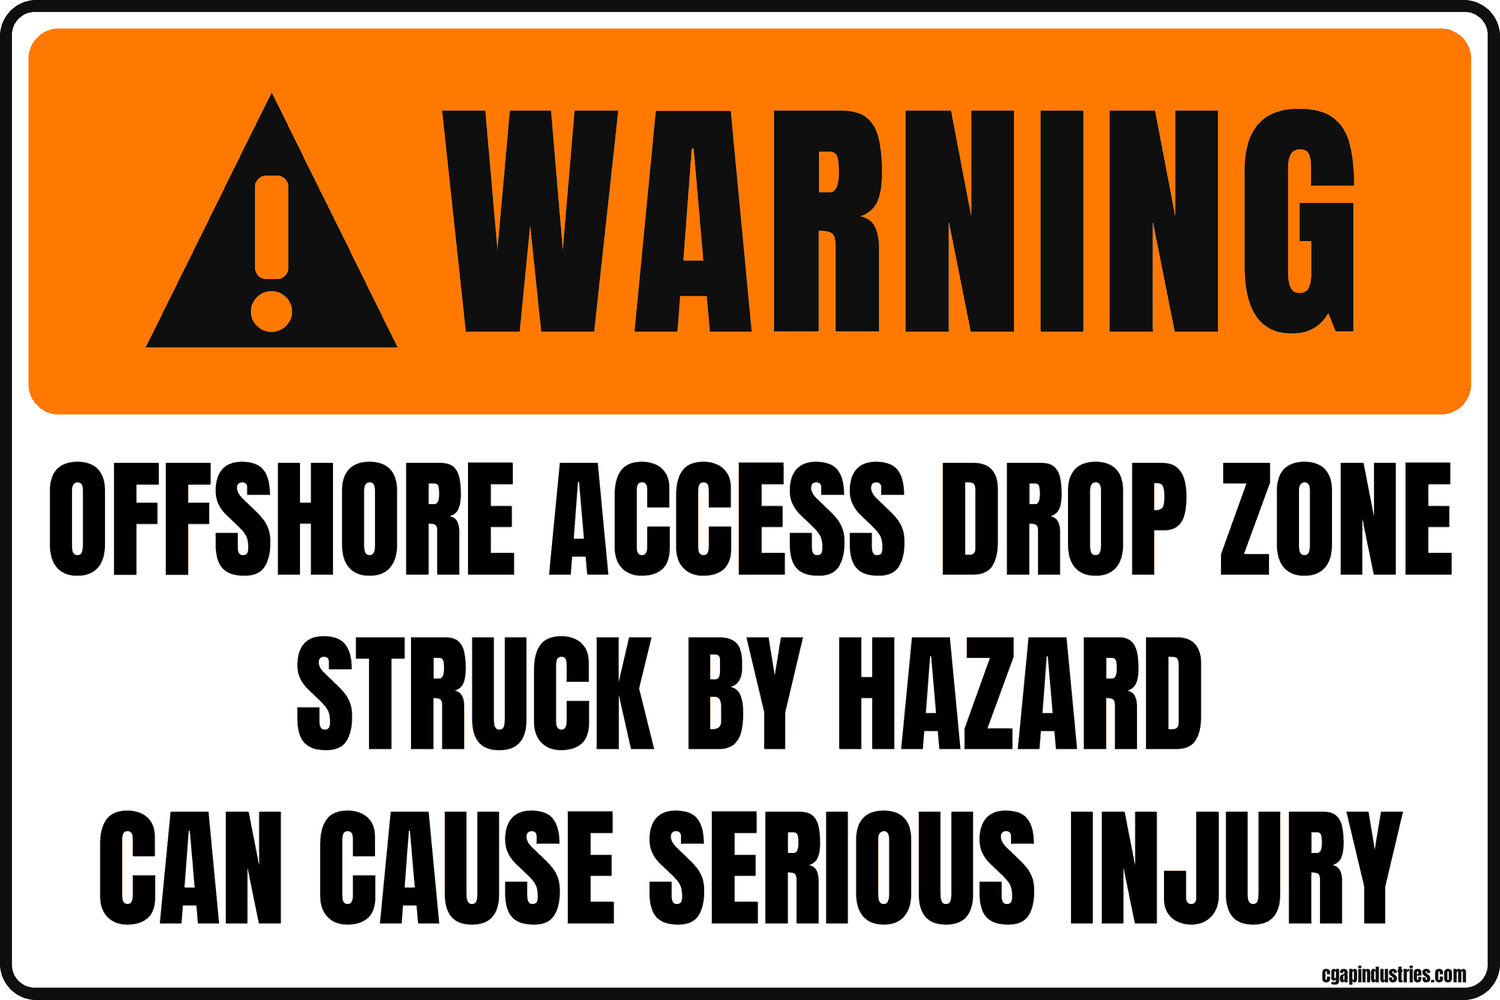 WARNING
OFFSHORE ACCESS DROP ZONE
STRUCK BY HAZARD
CAN CAUSE SERIOUS INJURY
cgapindustries.com